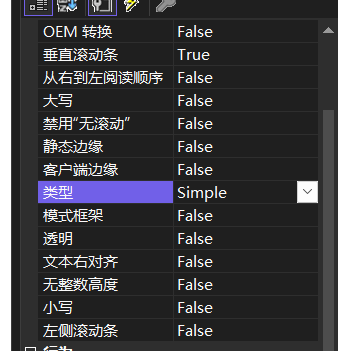 OEM 转换 False
垂直滚动条 True
从右到左阅读顺序 False
大写 False
禁用“无滚动” False
静态边缘 False
客户端边缘 False
类型 Simple
模式框架 False
透明 False
文本右对齐 False
无整数高度 False
小写 False
左侧滚动条 False
行为